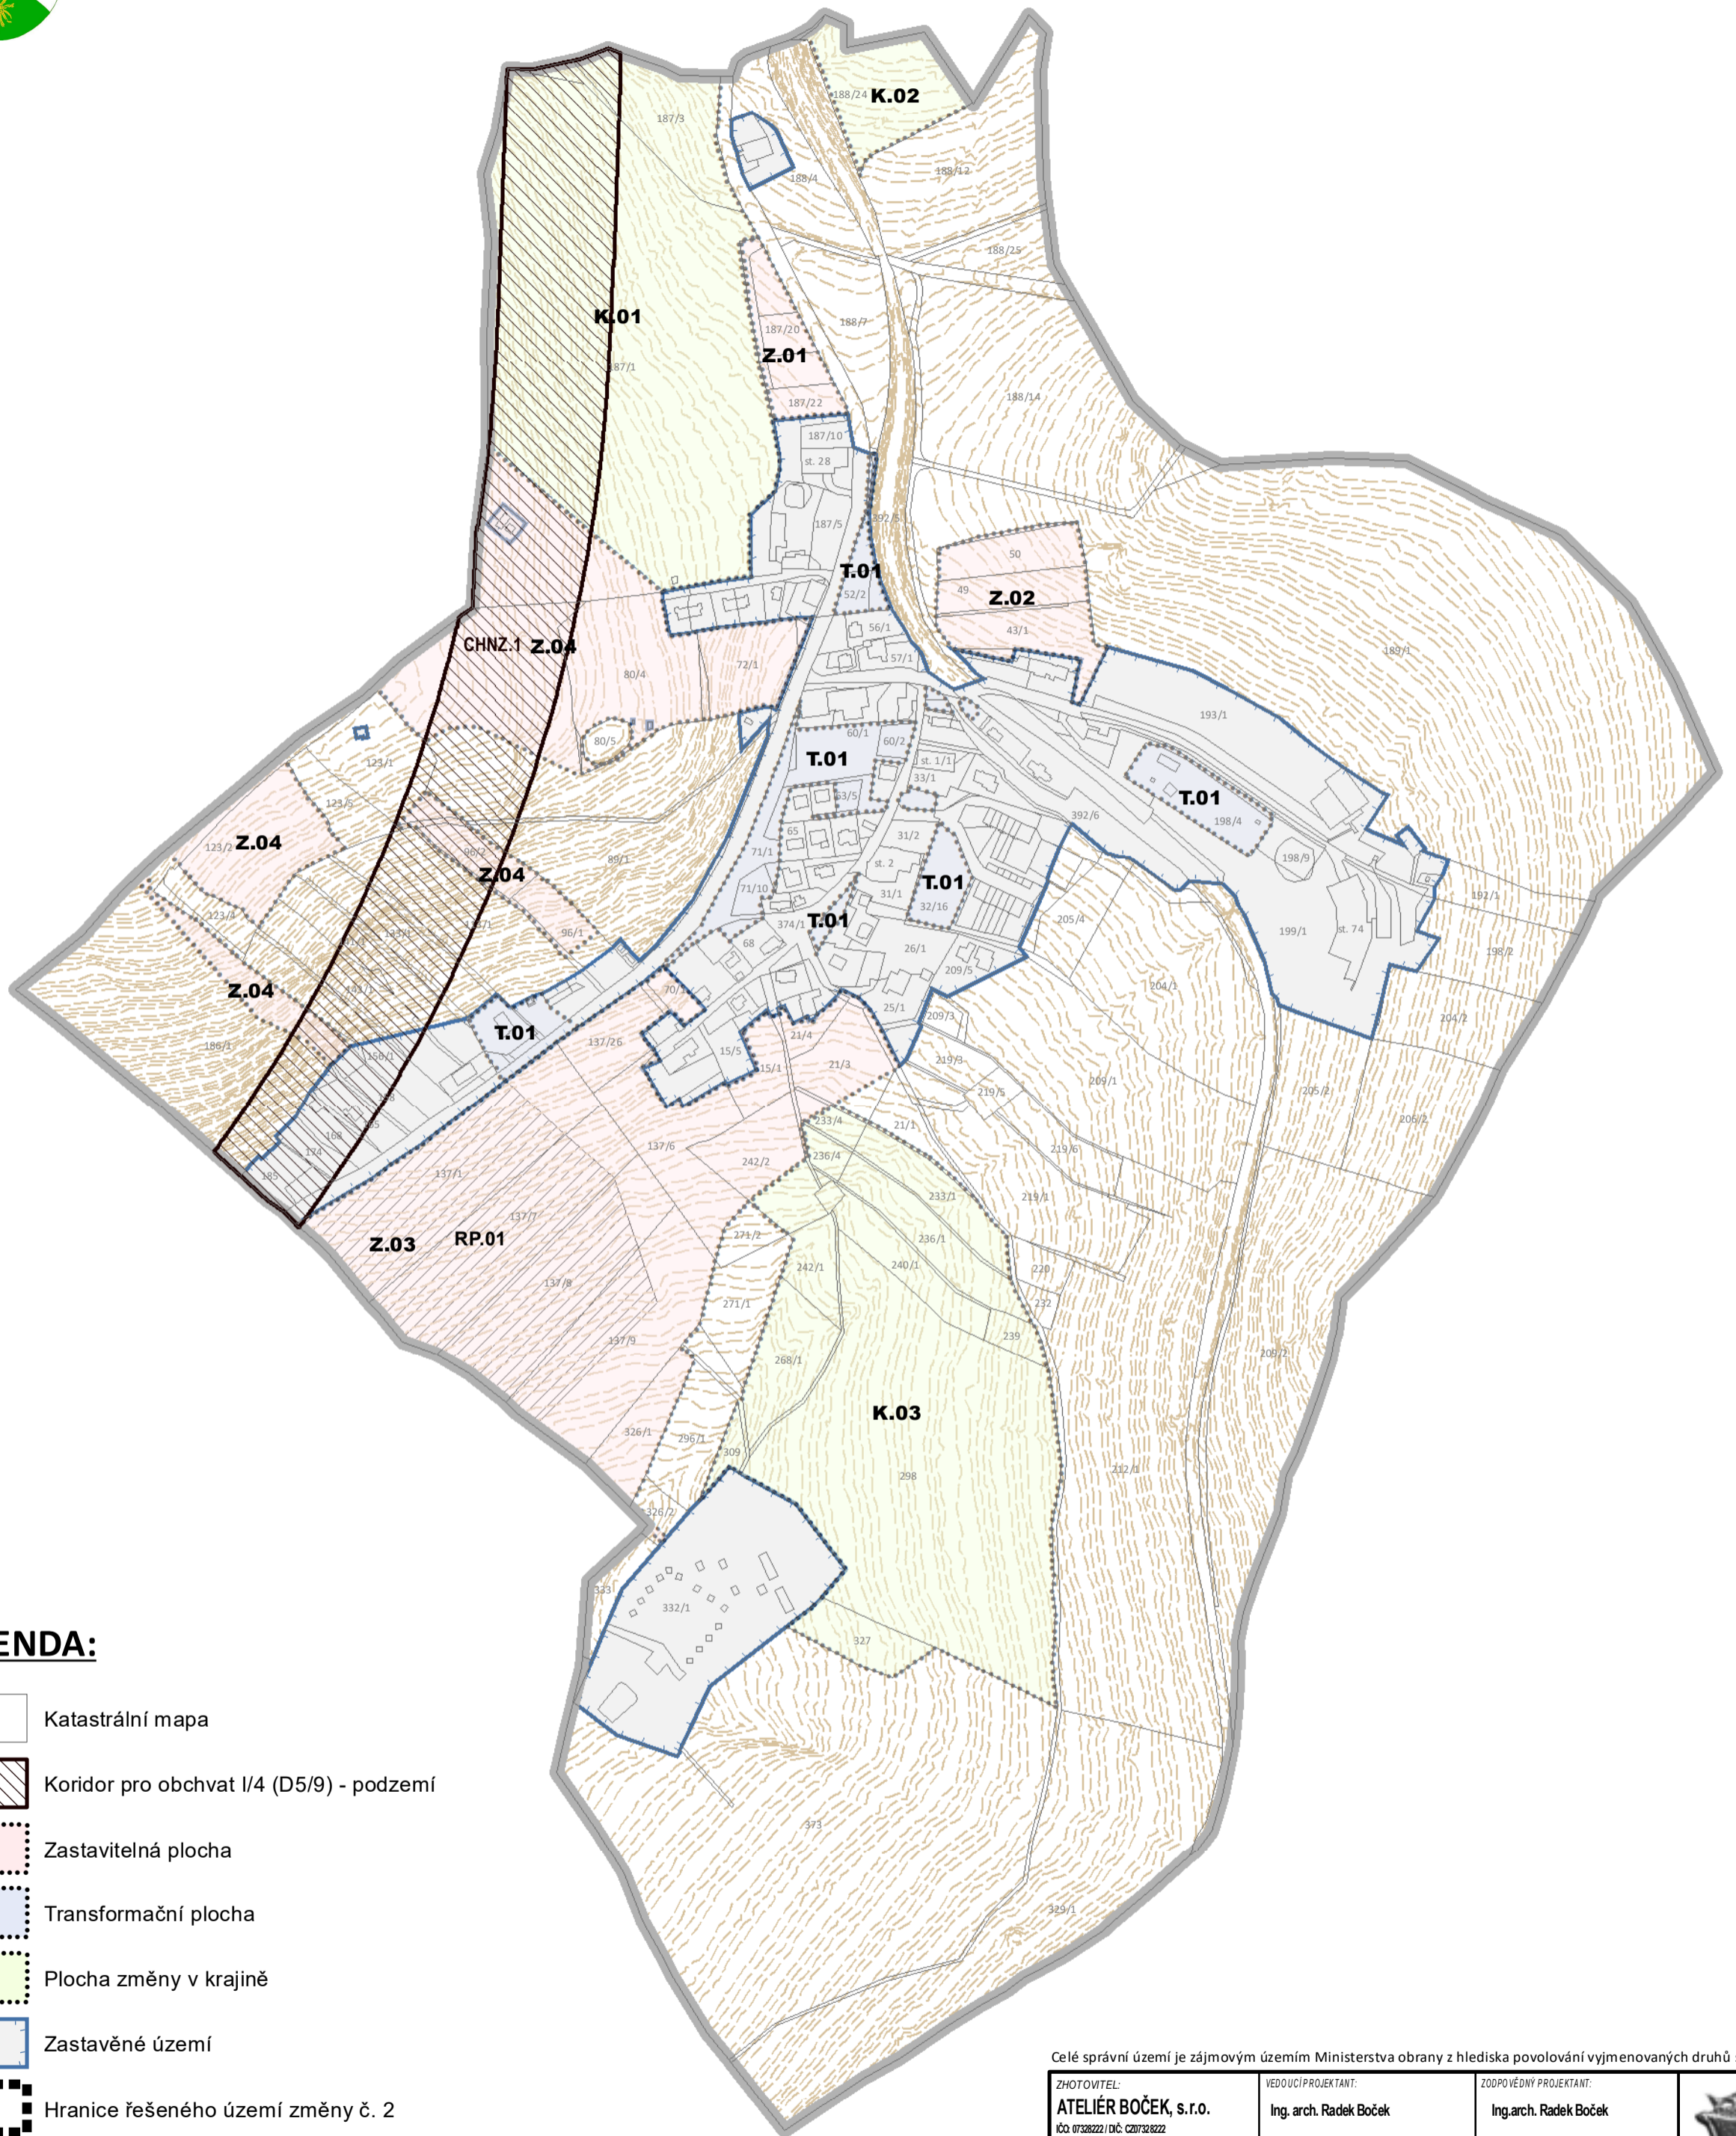 188/24
K.02
187/3
188/4
188/12
188/25
K.01
187/20
188/7
Z.01
187/1
187/22
188/14
187/10
st. 28
392/5
187/5
50
T.01
49
Z.02
52/2
56/1
43/1
CHNZ.1
Z.04
57/1
189/1
72/1
80/4
193/1
60/1
60/2
80/5
T.01
st. 1/1
123/1
33/1
63/5
T.01
123/5
392/6
198/4
65
31/2
Z.04
123/2
96/2
71/1
89/1
st. 2
198/9
Z.04
T.01
71/10
31/1
192/1
32/16
T.01
123/4
374/1
205/4
96/1
199/1
st. 74
68
26/1
198/2
209/5
Z.04
70/1
204/1
25/1
209/3
204/2
T.01
21/4
137/26
186/1
15/5
156/1
219/3
21/3
15/1
209/1
219/5
205/2
233/4
21/1
206/2
168
137/6
219/6
174
236/4
242/2
137/1
185
233/1
219/1
137/7
271/2
Z.03
RP.01
236/1
240/1
242/1
220
137/8
271/1
232
239
137/9
209/2
268/1
K.03
326/1
296/1
309
212/1
298
326/2
333
332/1
327
373
329/1
ENDA:
Katastrální mapa
Koridor pro obchvat I/4 (D5/9) - podzemí
Zastavitelná plocha
Transformační plocha
Plocha změny v krajině
Zastavěné území
Hranice řešeného území změny č. 2
Celé správní území je zájmovým územím Ministerstva obrany z hlediska povolování vyjmenovaných druhů
ZHOTOVITEL:
ATELIÉR BOČEK, s.r.o.
IČO: 07328222 / DIČ: CZ07328222
VEDOUCÍ PROJEKTANT:
Ing. arch. Radek Boček
ZODPOVĚDNÝ PROJEKTANT:
Ing.arch. Radek Boček